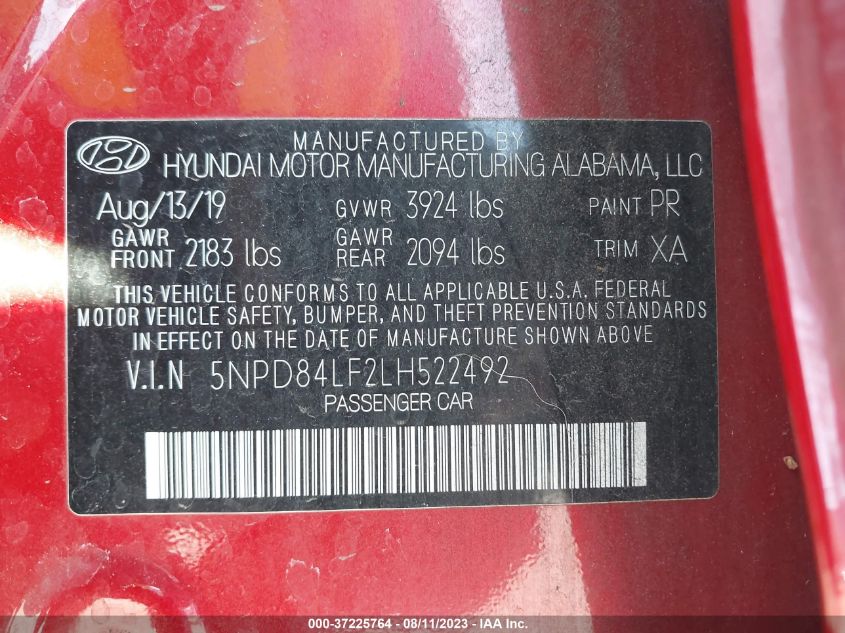 MANUFACTURED BY
HYUNDAI MOTOR MANUFACTURING ALABAMA, LLC
Aug/13/19 GVWR 3924 lbs PAINT PR
GAWR FRONT 2183 lbs GAWR REAR 2094 lbs TRIM XA
THIS VEHICLE CONFORMS TO ALL APPLICABLE U.S.A. FEDERAL
MOTOR VEHICLE SAFETY, BUMPER, AND THEFT PREVENTION STANDARDS
IN EFFECT ON THE DATE OF MANUFACTURE SHOWN ABOVE
V.I.N 5NPD84LF2LH522492
PASSENGER CAR
000-37225764 - 08/11/2023 - IAA Inc.